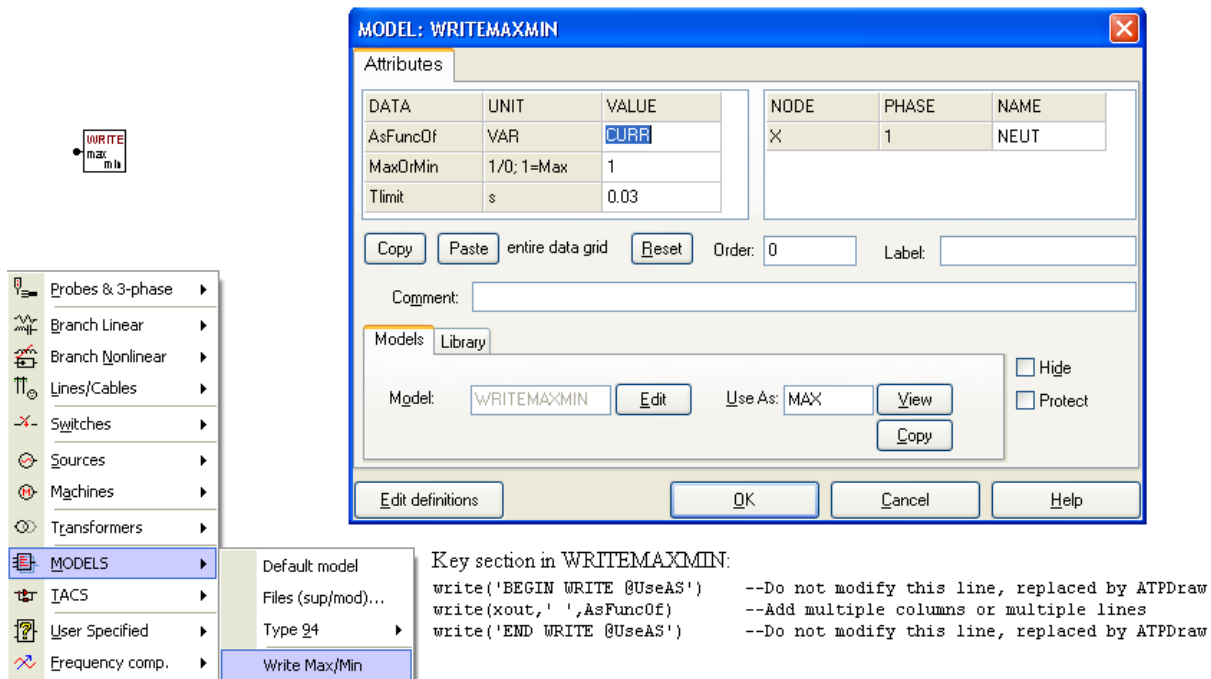 WRITE
max
min
MODEL: WRITEMAXMIN
Attributes
DATA UNIT VALUE
AsFuncOf VAR CURR
MaxOrMin 1/0; 1=Max 1
Tlimit s 0.03
NODE PHASE NAME
X 1 NEUT
Copy Paste entire data grid Reset Order: 0 Label:
Comment:
Models Library
Model: WRITEMAXMIN Edit Use As: MAX View
Copy
Hide
Protect
Edit definitions OK Cancel Help
Probes & 3-phase
Branch Linear
Branch Nonlinear
Lines/Cables
Switches
Sources
Machines
Transformers
MODELS
TACS
User Specified
Frequency comp.
Default model
Files (sup/mod)...
Type 94
Write Max/Min
Key section in WRITEMAXMIN:
write('BEGIN WRITE @UseAS') --Do not modify this line, replaced by ATPDraw
write(xout,' ',AsFuncOf) --Add multiple columns or multiple lines
write('END WRITE @UseAS') --Do not modify this line, replaced by ATPDraw